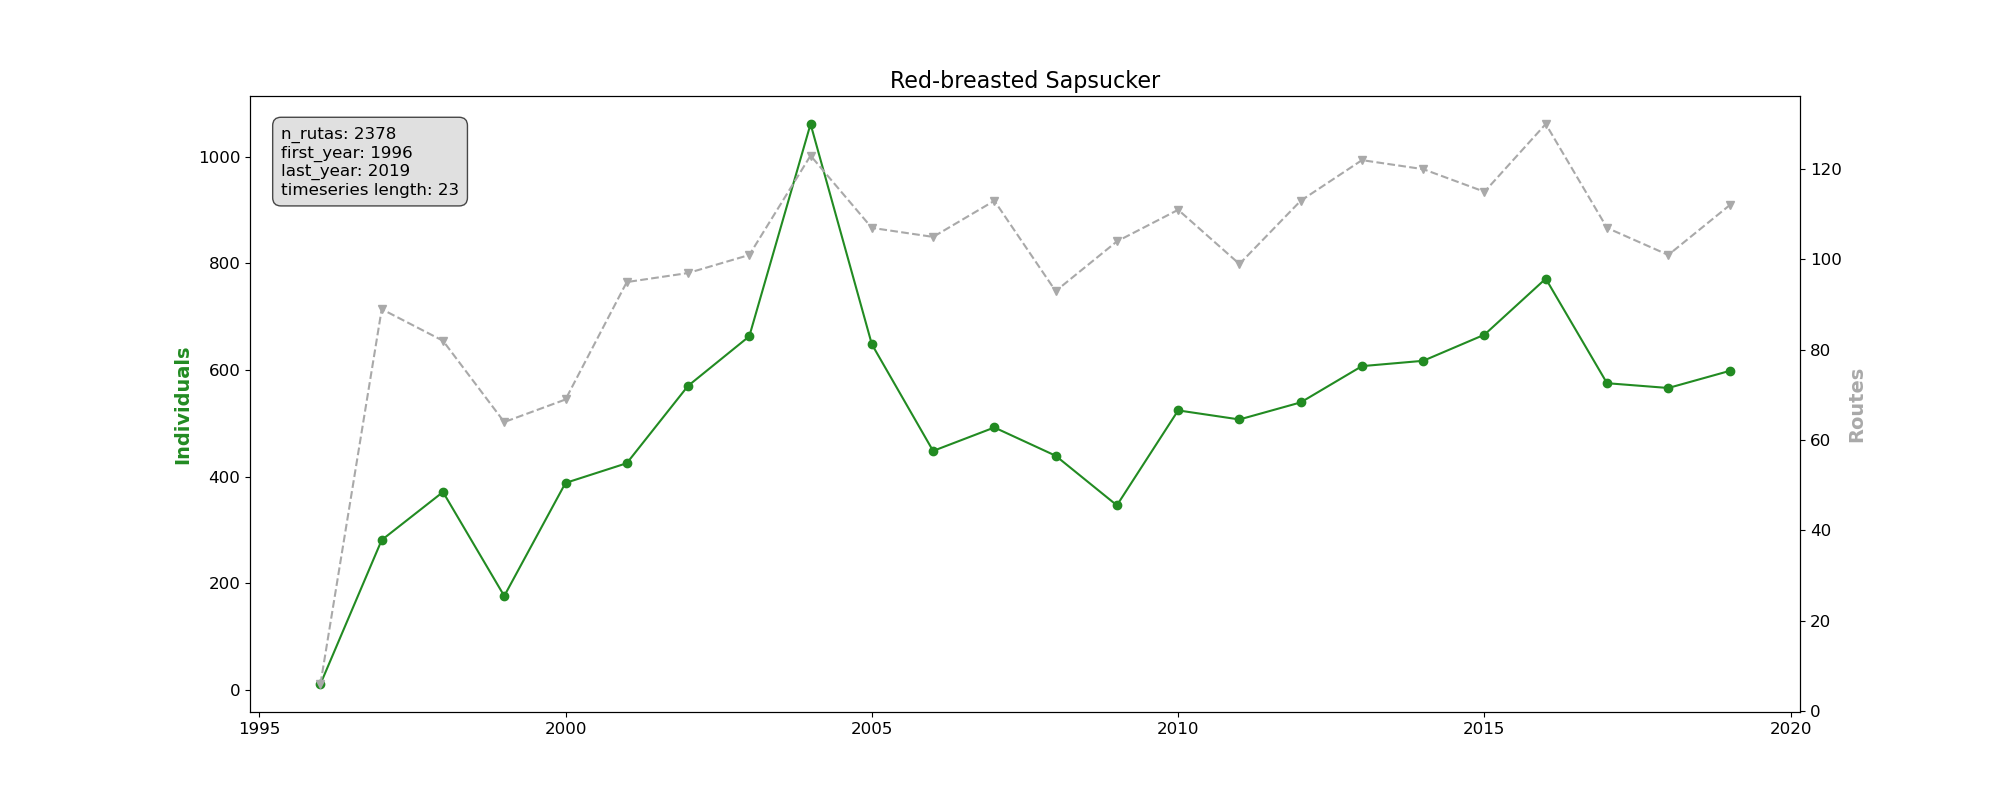 Red-breasted Sapsucker
n_rutas: 2378
first_year: 1996
last_year: 2019
timeseries length: 23
Individuals
1000
800
600
400
200
0
Routes
120
100
80
60
40
20
0
1995
2000
2005
2010
2015
2020